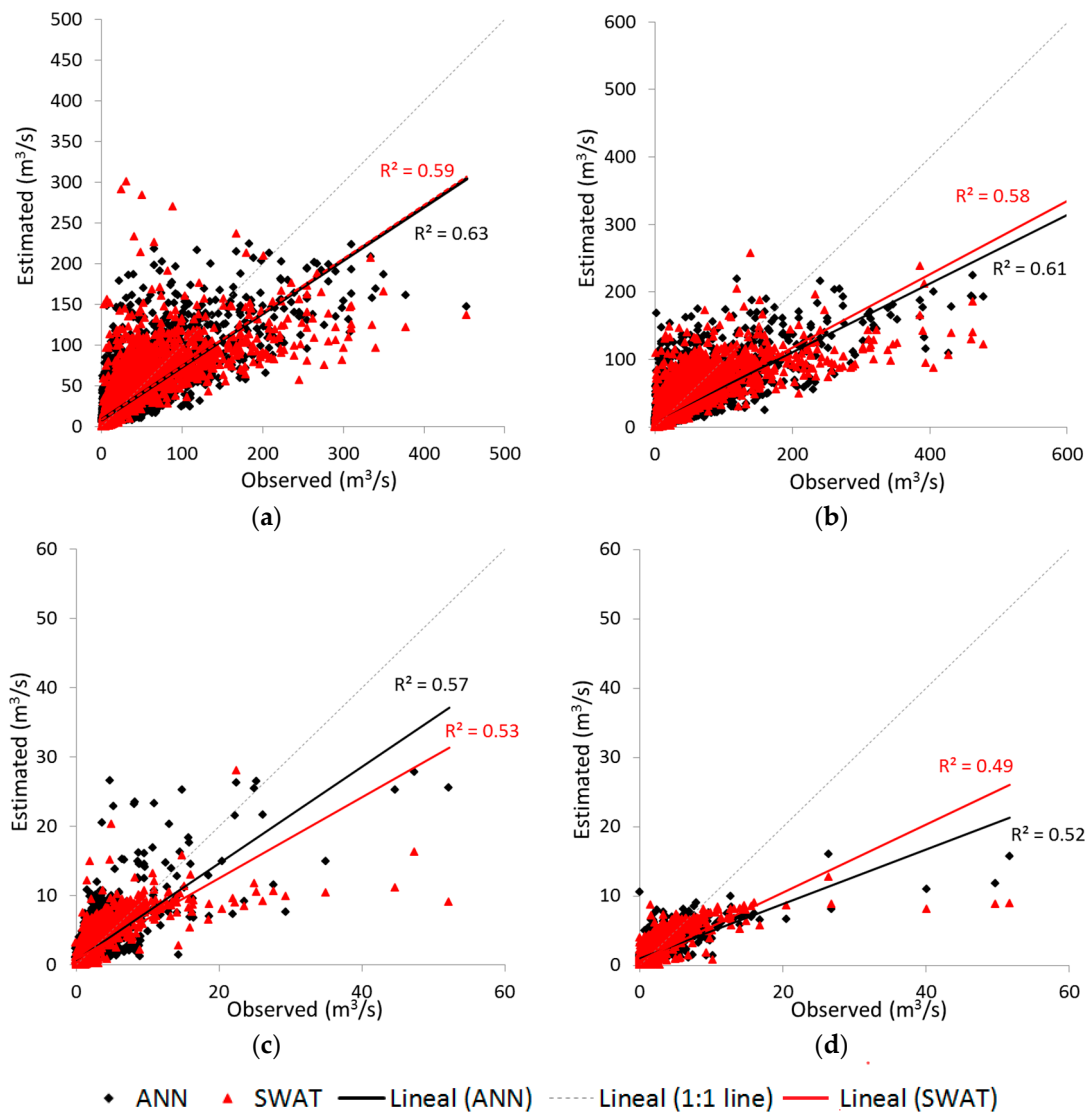 500
450
400
350
300
250
200
150
100
50
0
Estimated (m³/s)
R² = 0.59
R² = 0.63
0 100 200 300 400 500
Observed (m³/s)
(a)
600
500
400
300
200
100
0
Estimated (m³/s)
R² = 0.58
R² = 0.61
0 200 400 600
Observed (m³/s)
(b)
60
50
40
30
20
10
0
Estimated (m³/s)
R² = 0.57
R² = 0.53
0 20 40 60
Observed (m³/s)
(c)
60
50
40
30
20
10
0
Estimated (m³/s)
R² = 0.49
R² = 0.52
0 20 40 60
Observed (m³/s)
(d)
ANN SWAT Lineal (ANN) Lineal (1:1 line) Lineal (SWAT)